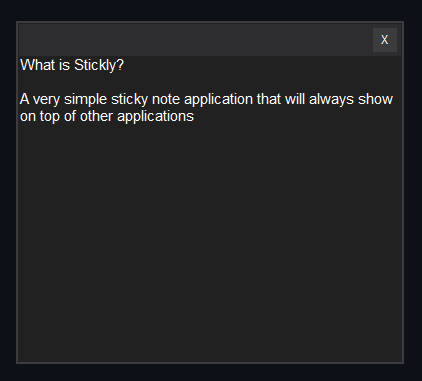 X
What is Stickly?
A very simple sticky note application that will always show
on top of other applications